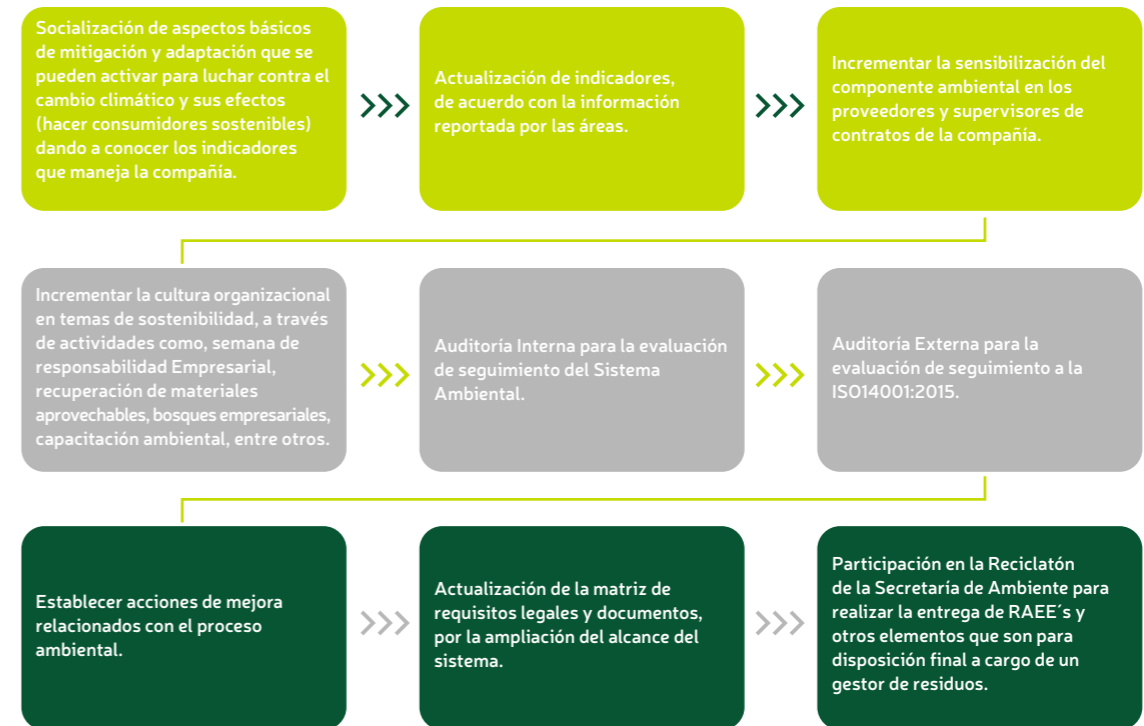 Socialización de aspectos básicos
de mitigación y adaptación que se
pueden activar para luchar contra el
cambio climático y sus efectos
(hacer consumidores sostenibles)
dando a conocer los indicadores
que maneja la compañía.
Actualización de indicadores,
de acuerdo con la información
reportada por las áreas.
Incrementar la sensibilización del
componente ambiental en los
proveedores y supervisores de
contratos de la compañía.
Incrementar la cultura organizacional
en temas de sostenibilidad, a través
de actividades como, semana de
responsabilidad Empresarial,
recuperación de materiales
aprovechables, bosques empresariales,
capacitación ambiental, entre otros.
Auditoría Interna para la evaluación
de seguimiento del Sistema
Ambiental.
Auditoria Externa para la
evaluación de seguimiento a la
ISO14001:2015.
Establecer acciones de mejora
relacionados con el proceso
ambiental.
Actualización de la matriz de
requisitos legales y documentos,
por la ampliación del alcance del
sistema.
Participación en la Reciclatón
de la Secretaría de Ambiente para
realizar la entrega de RAEE´s y
otros elementos que son para
disposición final a cargo de un
gestor de residuos.